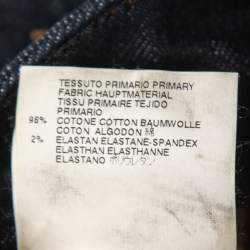 TESSUTO PRIMARIO PRIMARY
FABRIC HAUPTMATERIAL
TISSU PRIMAIRE TEJIDO
PRIMARIO
98% COTONE COTTON BAUMWOLLE
COTON ALGODON 綿
2% ELASTAN ELASTANE-SPANDEX
ELASTHAN ELASTHANNE
ELASTANO ポリウレタン